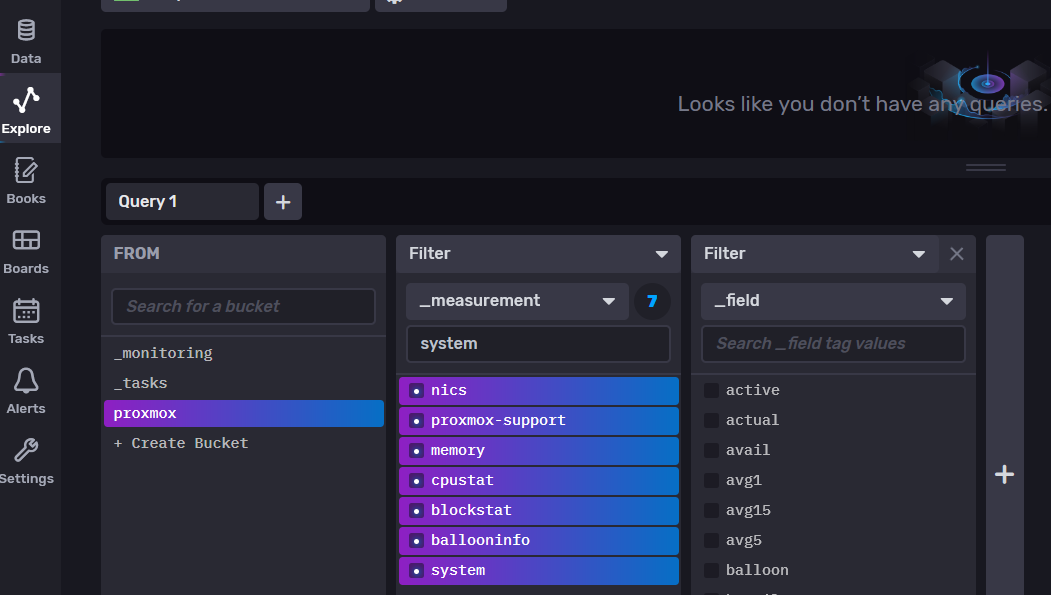 Data
Explore
Books
Boards
Tasks
Alerts
Settings
Looks like you don't have any queries.
Query 1
+
FROM
Search for a bucket
_monitoring
_tasks
proxmox
+ Create Bucket
Filter
_measurement
7
system
nics
proxmox-support
memory
cpustat
blockstat
ballooninfo
system
Filter
_field
Search _field tag values
active
actual
avail
avg1
avg15
avg5
balloon
+